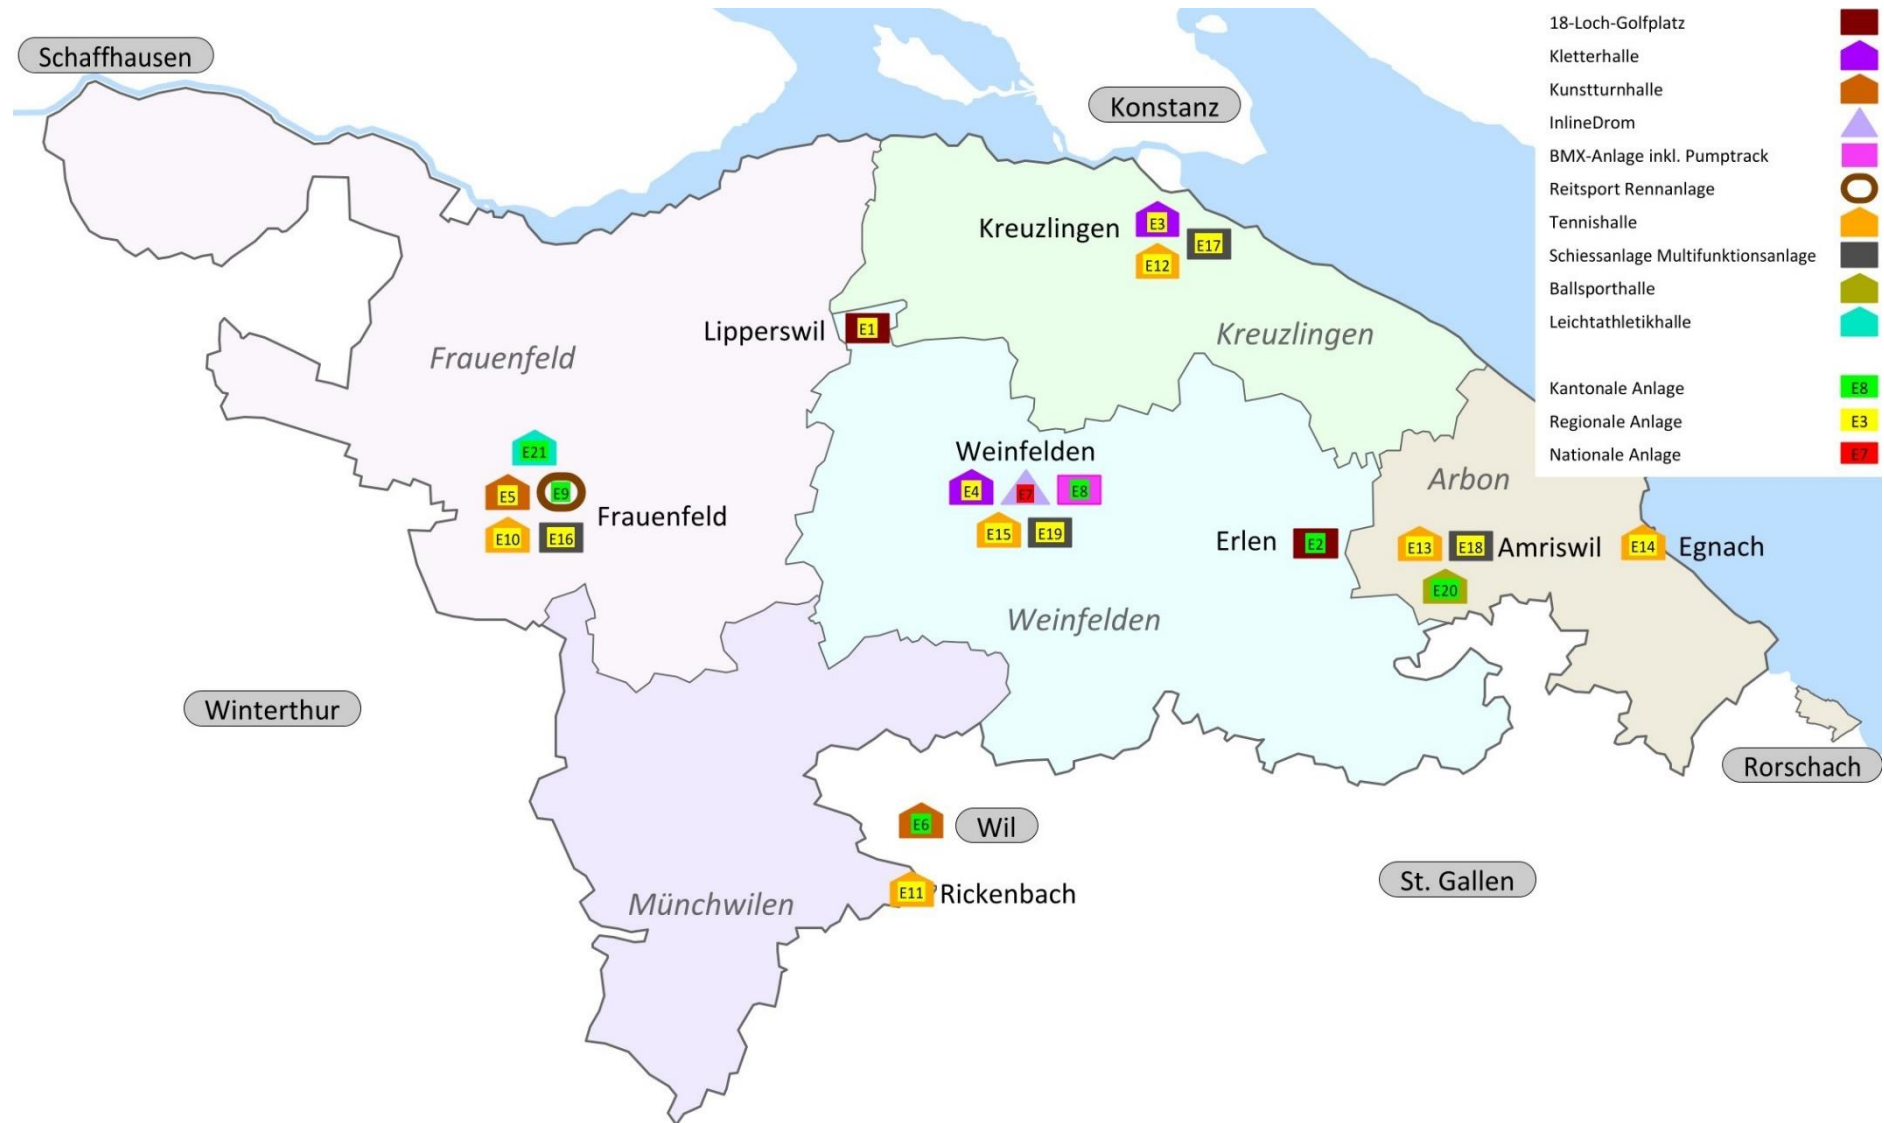 Schaffhausen
Konstanz
Kreuzlingen
E3
E17
E12
Lipperswil
E1
Kreuzlingen
Frauenfeld
E21
E5
E9
Frauenfeld
E10
E16
Weinfelden
E4
E7
E8
E15
E19
Erlen
E2
Arbon
E13
E18
Amriswil
E14
Egnach
E20
Weinfelden
Winterthur
Rorschach
E6
Wil
St. Gallen
Münchwilen
E11
Rickenbach
18-Loch-Golfplatz
Kletterhalle
Kunstturnhalle
InlineDrom
BMX-Anlage inkl. Pumptrack
Reitsport Rennanlage
Tennishalle
Schiessanlage Multifunktionsanlage
Ballsporthalle
Leichtathletikhalle
Kantonale Anlage E8
Regionale Anlage E3
Nationale Anlage E7